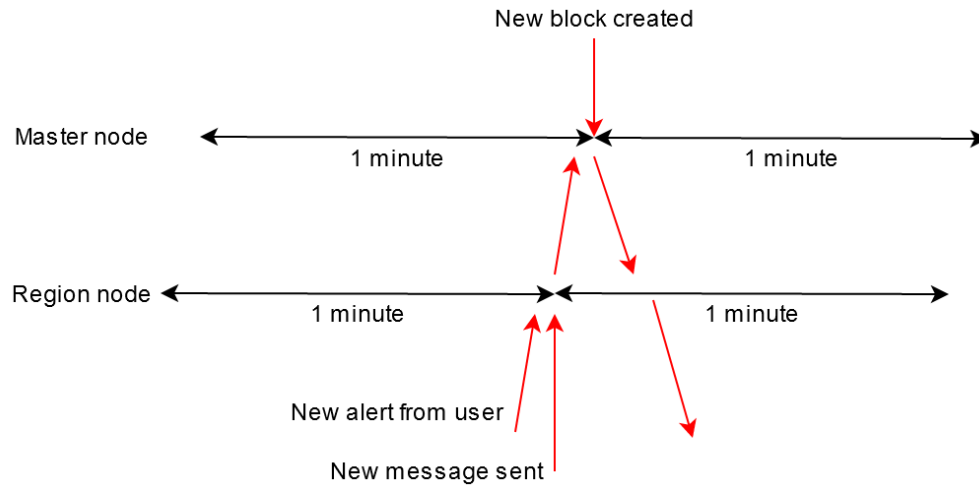 New block created
Master node
1 minute
1 minute
Region node
1 minute
1 minute
New alert from user
New message sent